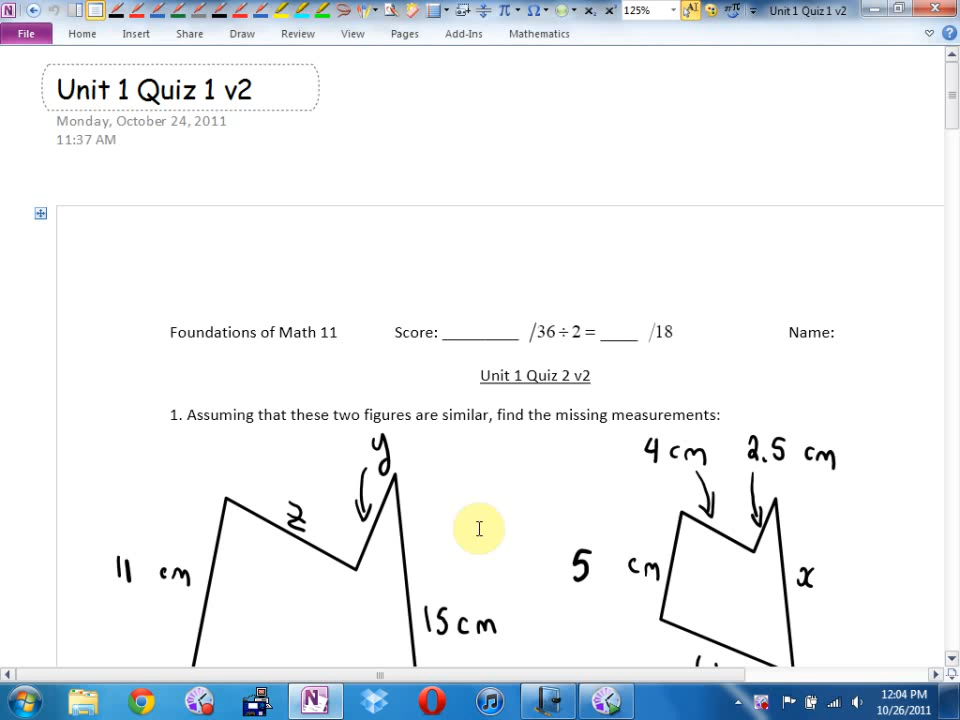 125%
Unit 1 Quiz 1 v2
File Home Insert Share Draw Review View Pages Add-Ins Mathematics
Unit 1 Quiz 1 v2
Monday, October 24, 2011
11:37 AM
Foundations of Math 11 Score: _________ /36 ÷ 2 = ____ /18 Name:
Unit 1 Quiz 2 v2
1. Assuming that these two figures are similar, find the missing measurements:
y
4 cm 2.5 cm
z
11 cm
5 cm
x
15 cm
12:04 PM
10/26/2011